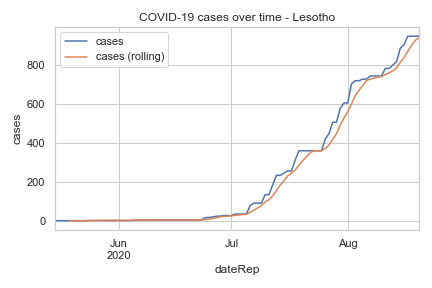 COVID-19 cases over time - Lesotho
cases
cases (rolling)
800
600
400
200
0
cases
Jun
2020
Jul
Aug
dateRep